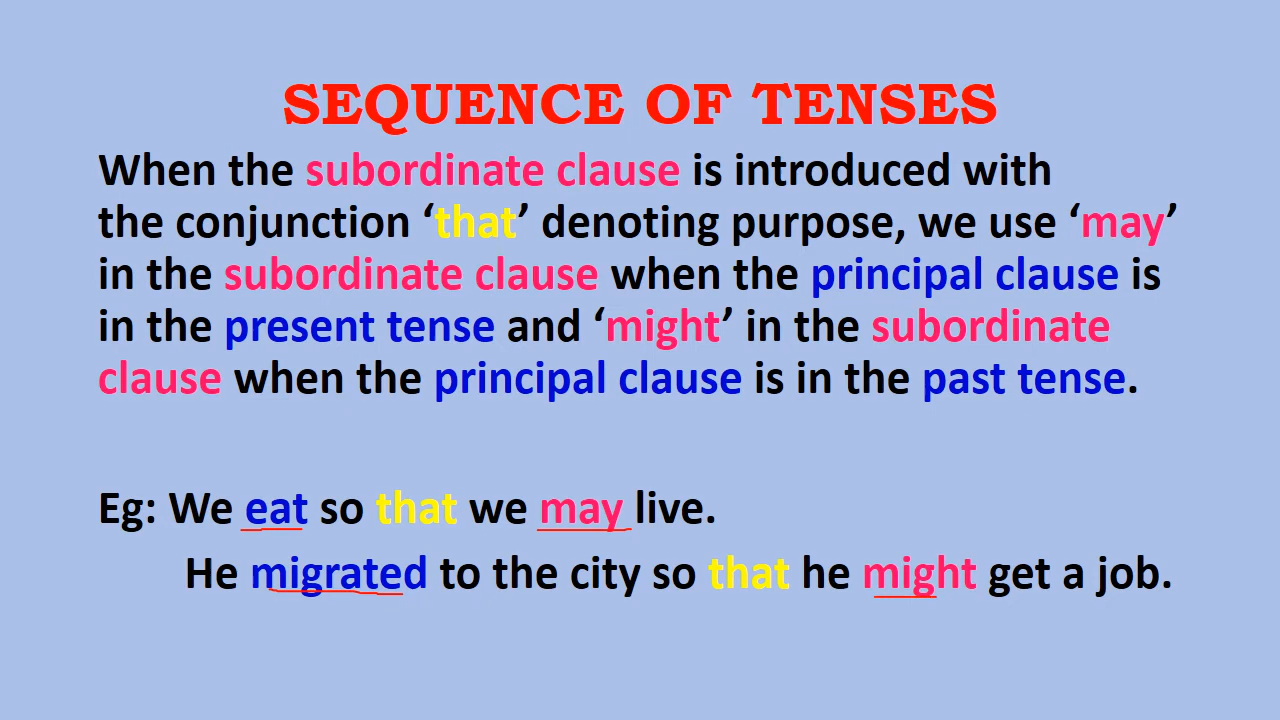 SEQUENCE OF TENSES
When the subordinate clause is introduced with
the conjunction ‘that’ denoting purpose, we use ‘may’
in the subordinate clause when the principal clause is
in the present tense and ‘might’ in the subordinate
clause when the principal clause is in the past tense.
Eg: We eat so that we may live.
He migrated to the city so that he might get a job.